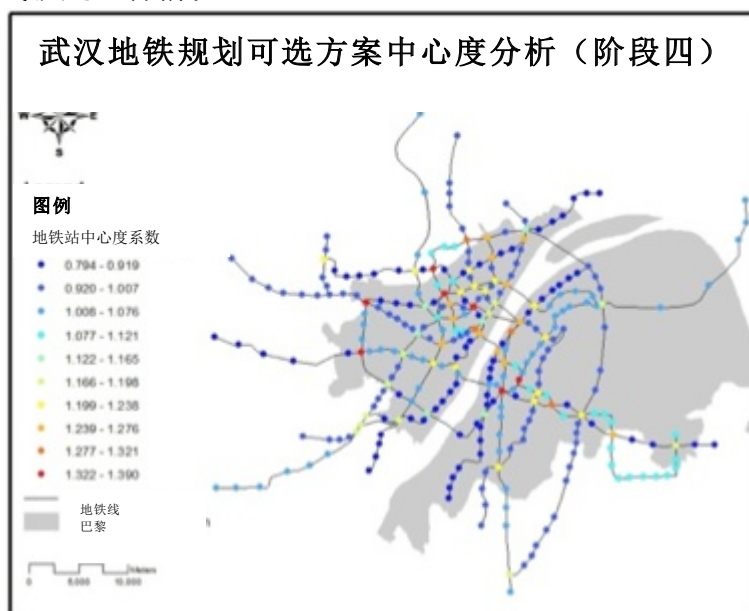 武汉地铁规划可选方案中心度分析（阶段四）
W E
S
图例
地铁站中心度系数
0.794 - 0.919
0.920 - 1.007
1.008 - 1.076
1.077 - 1.121
1.122 - 1.165
1.166 - 1.198
1.199 - 1.238
1.239 - 1.276
1.277 - 1.321
1.322 - 1.390
地铁线
巴黎
Meters
0 5,000 10,000